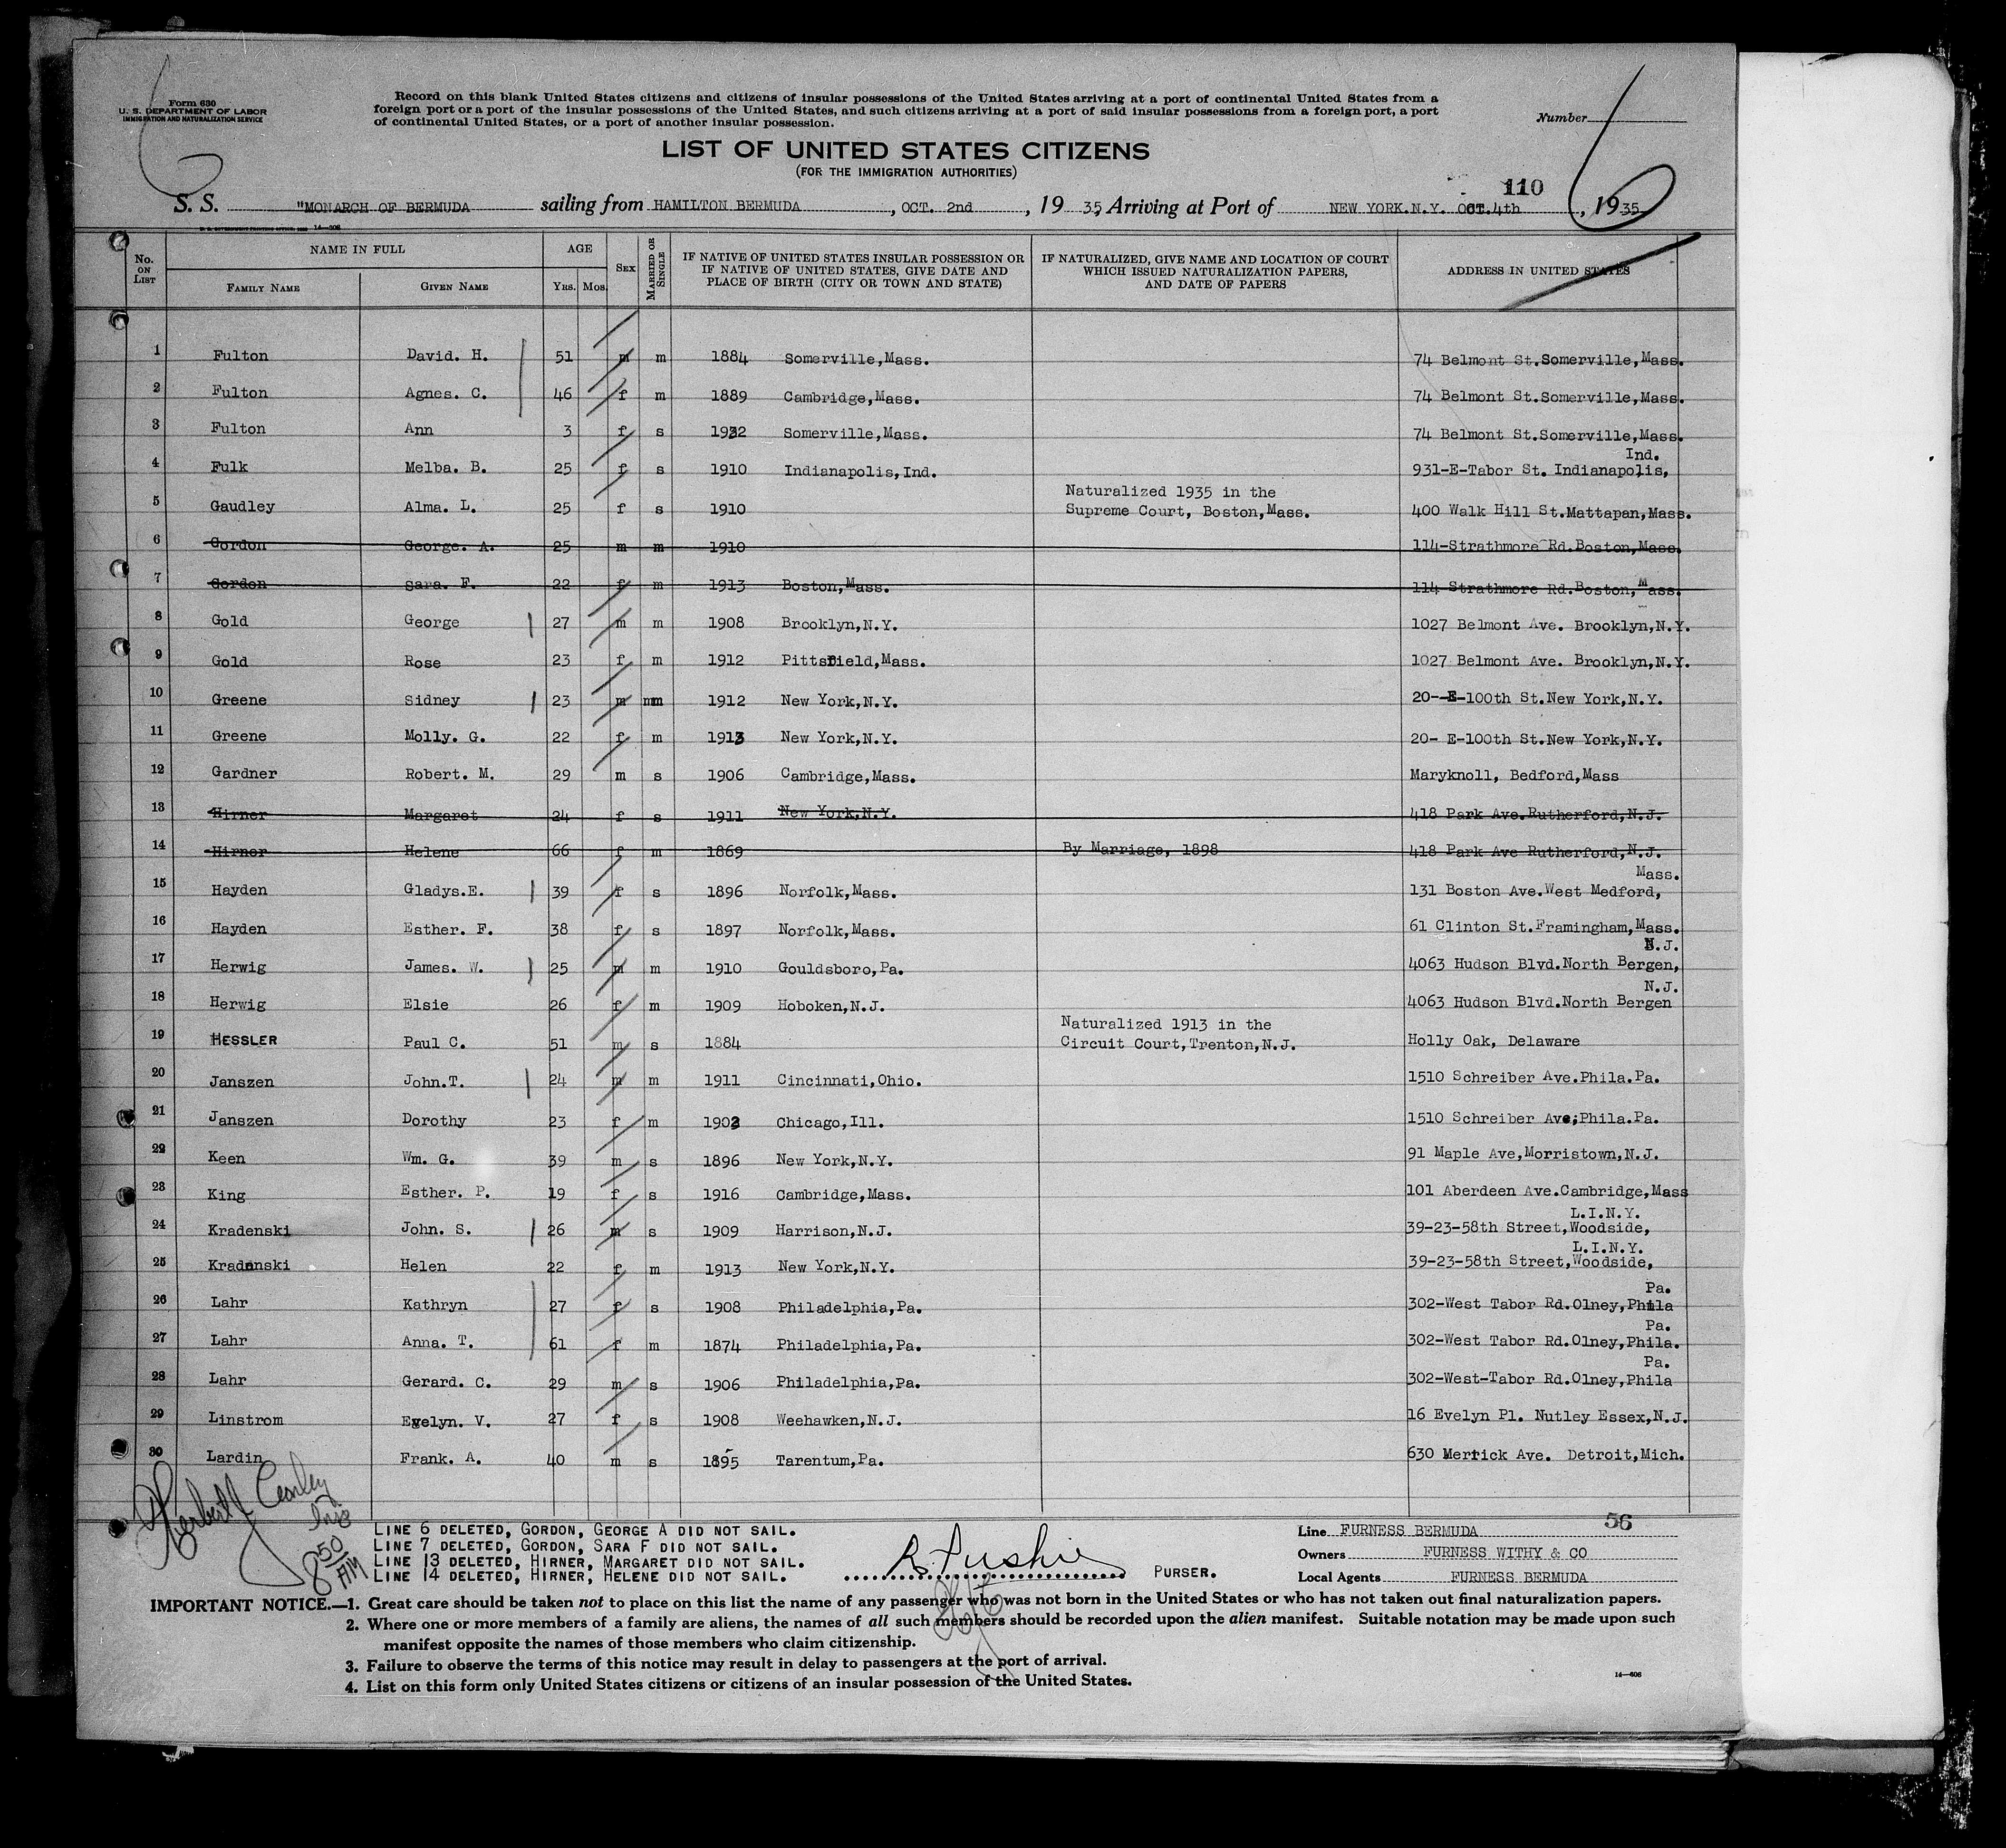 Form 630
U. S. DEPARTMENT OF LABOR
IMMIGRATION AND NATURALIZATION SERVICE
Record on this blank United States citizens and citizens of insular possessions of the United States arriving at a port of continental United States from a
foreign port or a port of the insular possessions of the United States, and such citizens arriving at a port of said insular possessions from a foreign port, a port
of continental United States, or a port of another insular possession.
Number
6
6
LIST OF UNITED STATES CITIZENS
(FOR THE IMMIGRATION AUTHORITIES)
110
S. S. "MONARCH OF BERMUDA sailing from HAMILTON BERMUDA, OCT. 2nd, 1935, Arriving at Port of NEW YORK.N.Y. Oct.4th, 1935
14—608
No. ON LIST NAME IN FULL AGE SEX MARRIED OR SINGLE IF NATIVE OF UNITED STATES INSULAR POSSESSION OR IF NATIVE OF UNITED STATES, GIVE DATE AND PLACE OF BIRTH (CITY OR TOWN AND STATE) IF NATURALIZED, GIVE NAME AND LOCATION OF COURT WHICH ISSUED NATURALIZATION PAPERS, AND DATE OF PAPERS ADDRESS IN UNITED STATES
FAMILY NAME GIVEN NAME YRS. MOS.
1 Fulton David. H. 51 m m 1884 Somerville,Mass. 74 Belmont St.Somerville,Mass.
2 Fulton Agnes. C. 46 f m 1889 Cambridge,Mass. 74 Belmont St.Somerville,Mass.
3 Fulton Ann 3 f s 1932 Somerville,Mass. 74 Belmont St.Somerville,Mass.
Ind.
4 Fulk Melba. B. 25 f s 1910 Indianapolis,Ind. 931-E-Tabor St. Indianapolis,
Naturalized 1935 in the
5 Gaudley Alma. L. 25 f s 1910 Supreme Court, Boston,Mass. 400 Walk Hill St.Mattapan,Mass.
6 Gordon George. A. 25 m m 1910 114-Strathmore Rd.Boston,Mass.
7 Gordon Sara. F. 22 f m 1913 Boston,Mass. 114 Strathmore Rd.Boston,Mass.
8 Gold George 27 m m 1908 Brooklyn,N.Y. 1027 Belmont Ave. Brooklyn,N.Y.
9 Gold Rose 23 f m 1912 Pittsfield,Mass. 1027 Belmont Ave. Brooklyn,N.Y.
10 Greene Sidney 23 m mm 1912 New York,N.Y. 20--E-100th St.New York,N.Y.
11 Greene Molly. G. 22 f m 1913 New York,N.Y. 20- E-100th St.New York,N.Y.
12 Gardner Robert. M. 29 m s 1906 Cambridge,Mass. Maryknoll, Bedford,Mass
13 Hirner Margaret 24 f s 1911 New York,N.Y. 418 Park Ave.Rutherford,N.J.
14 Hirner Helene 66 f m 1869 By Marriage, 1898 418 Park Ave Rutherford,N.J.
Mass.
15 Hayden Gladys.E. 39 f s 1896 Norfolk,Mass. 131 Boston Ave.West Medford,
16 Hayden Esther. F. 38 f s 1897 Norfolk,Mass. 61 Clinton St.Framingham,Mass.
N.J.
17 Herwig James. W. 25 m m 1910 Gouldsboro,Pa. 4063 Hudson Blvd.North Bergen,
N.J.
18 Herwig Elsie 26 f m 1909 Hoboken,N.J. 4063 Hudson Blvd.North Bergen
Naturalized 1913 in the
19 HESSLER Paul C. 51 m s 1884 Circuit Court,Trenton,N.J. Holly Oak, Delaware
20 Janszen John.T. 24 m m 1911 Cincinnati,Ohio. 1510 Schreiber Ave.Phila.Pa.
21 Janszen Dorothy 23 f m 1902 Chicago,Ill. 1510 Schreiber Ave;Phila.Pa.
22 Keen Wm. G. 39 m s 1896 New York,N.Y. 91 Maple Ave,Morristown,N.J.
23 King Esther. P. 19 f s 1916 Cambridge,Mass. 101 Aberdeen Ave.Cambridge,Mass
L.I.N.Y.
24 Kradenski John. S. 26 m s 1909 Harrison,N.J. 39-23-58th Street,Woodside,
L.I.N.Y.
25 Kradenski Helen 22 f m 1913 New York,N.Y. 39-23-58th Street,Woodside,
Pa.
26 Lahr Kathryn 27 f s 1908 Philadelphia,Pa. 302-West Tabor Rd.Olney,Phila
Pa.
27 Lahr Anna. T. 61 f m 1874 Philadelphia,Pa. 302-West Tabor Rd.Olney,Phila.
Pa.
28 Lahr Gerard. C. 29 m s 1906 Philadelphia,Pa. 302-West-Tabor Rd.Olney,Phila
29 Linstrom Evelyn. V. 27 f s 1908 Weehawken,N.J. 16 Evelyn Pl. Nutley Essex,N.J.
30 Lardin Frank. A. 40 m s 1895 Tarentum,Pa. 630 Merrick Ave. Detroit,Mich.
Herbert
8 50 AM
LINE 6 DELETED, GORDON, GEORGE A DID NOT SAIL.
LINE 7 DELETED, GORDON, SARA F DID NOT SAIL.
LINE 13 DELETED, HIRNER, MARGARET DID NOT SAIL.
LINE 14 DELETED, HIRNER, HELENE DID NOT SAIL.
PURSER.
56
Line FURNESS BERMUDA
Owners FURNESS WITHY & CO
Local Agents FURNESS BERMUDA
IMPORTANT NOTICE.—1. Great care should be taken not to place on this list the name of any passenger who was not born in the United States or who has not taken out final naturalization papers.
2. Where one or more members of a family are aliens, the names of all such members should be recorded upon the alien manifest. Suitable notation may be made upon such
manifest opposite the names of those members who claim citizenship.
3. Failure to observe the terms of this notice may result in delay to passengers at the port of arrival.
4. List on this form only United States citizens or citizens of an insular possession of the United States.
14—608